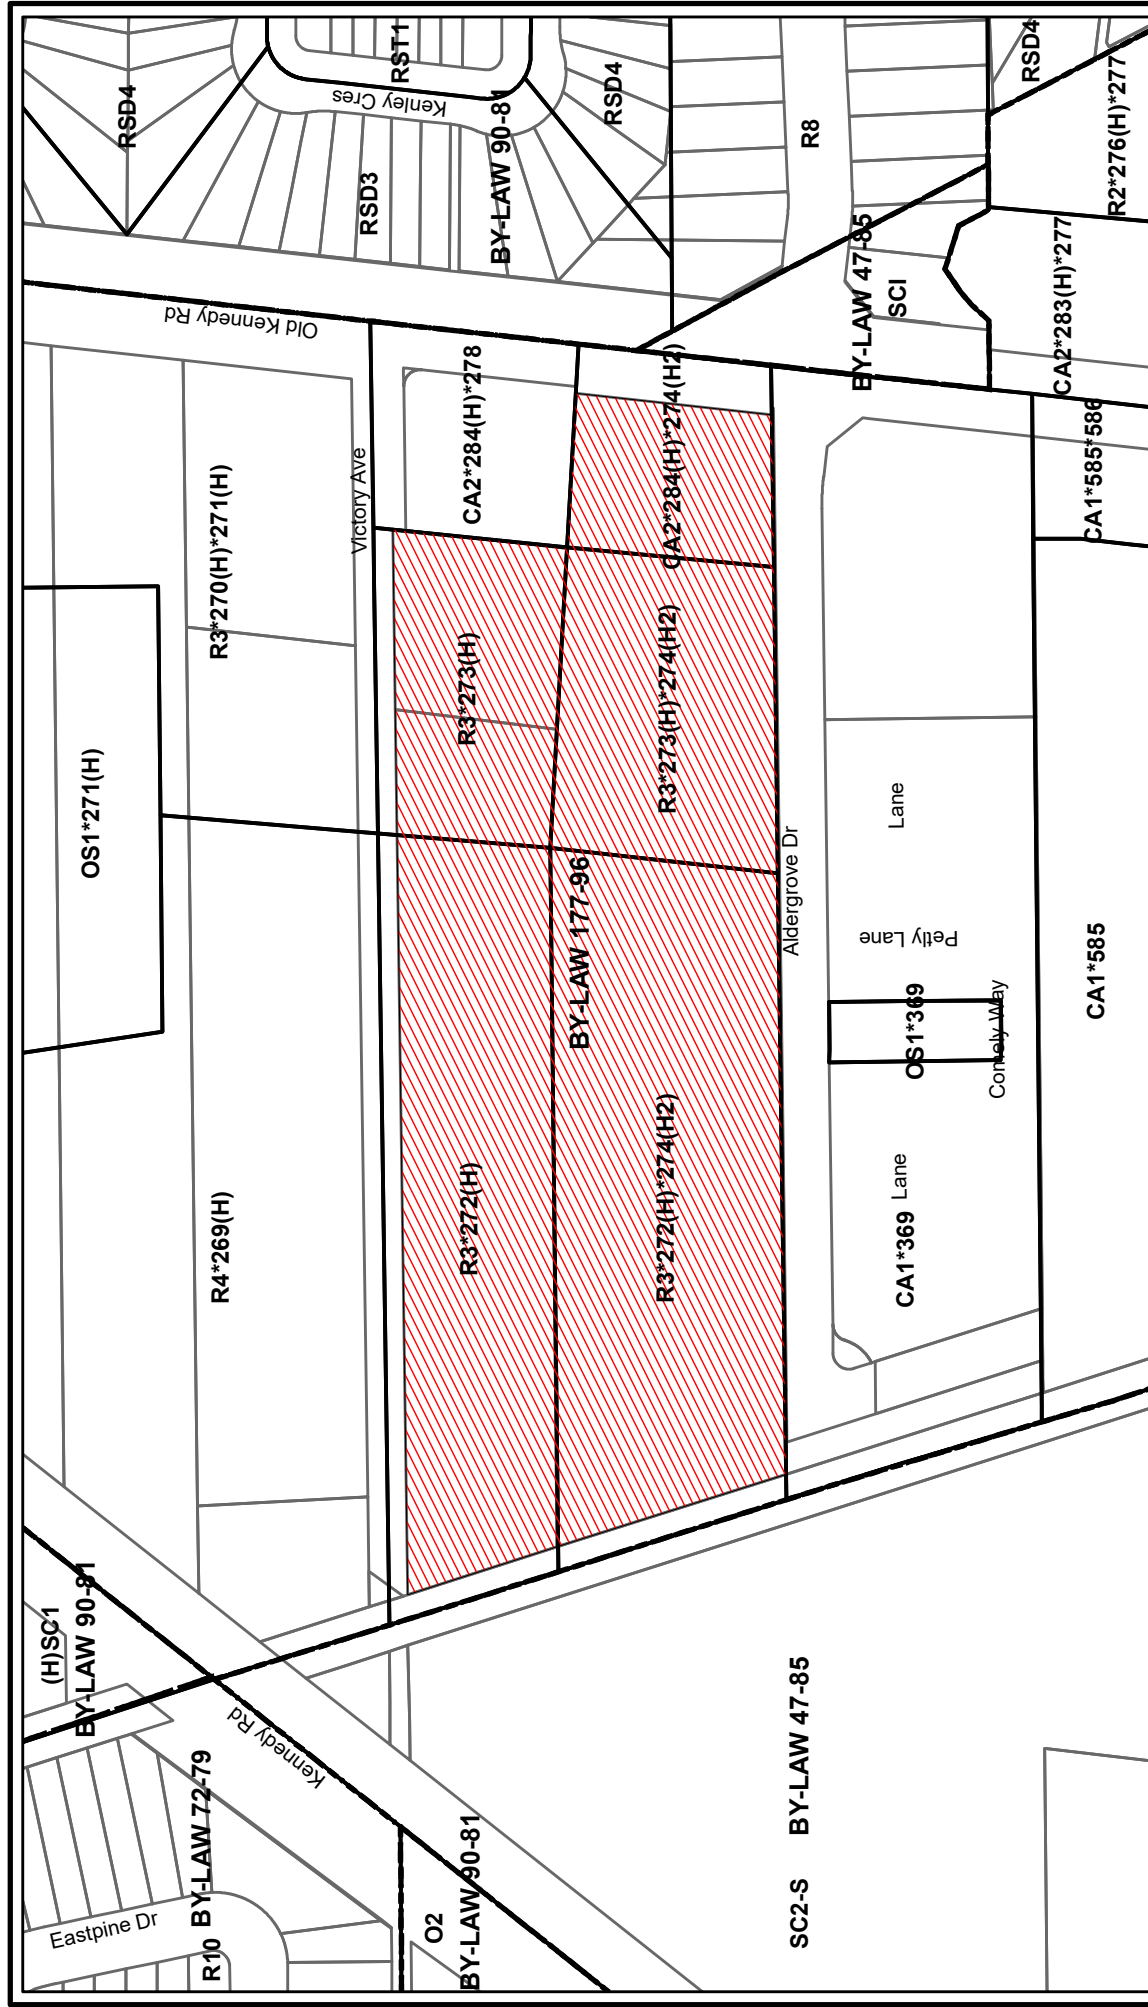 RSD4
RST1
Kenley Cres
RSD4
RSD4
RSD3
BY-LAW 90-81
R8
R2*276(H)*277
Old Kennedy Rd
BY-LAW 47-85
SCI
CA2*283(H)*277
Victory Ave
CA2*284(H)*278
CA2*284(H)*274(H2)
CA1*585*586
R3*270(H)*271(H)
R3*273(H)
R3*273(H)*274(H2)
OS1*271(H)
BY-LAW 177-96
Aldergrove Dr
Lane
Petly Lane
OS1*369
Comely Way
CA1*585
R4*269(H)
R3*272(H)
R3*272(H)*274(H2)
CA1*369
Lane
(H)SC1
BY-LAW 90-81
Kennedy Rd
BY-LAW 72-79
R10
Eastpine Dr
O2
BY-LAW 90-81
SC2-S
BY-LAW 47-85